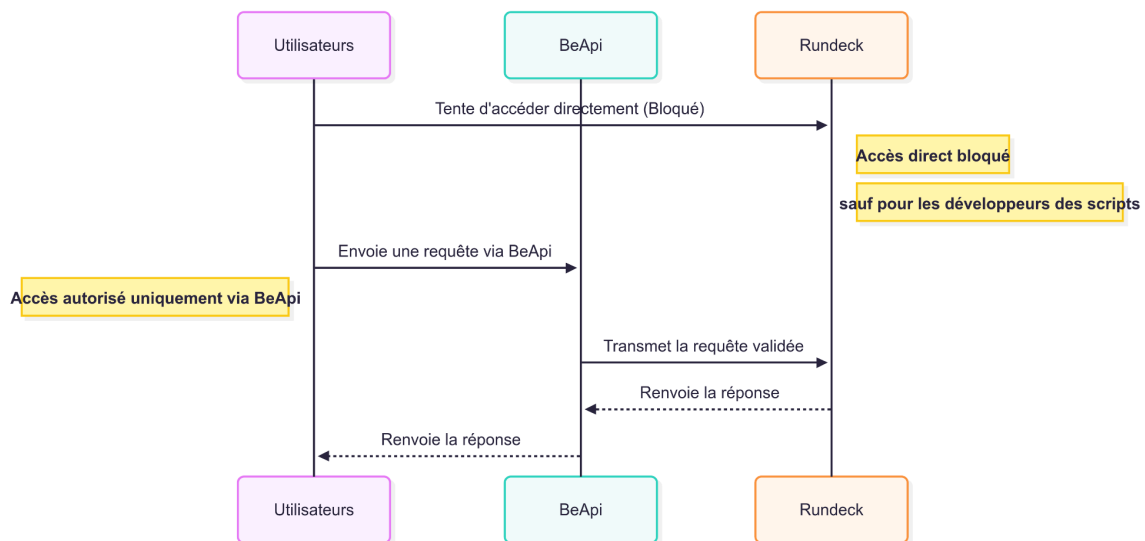 Utilisateurs
BeApi
Rundeck
Tente d'accéder directement (Bloqué)
Accès direct bloqué
sauf pour les développeurs des scripts
Envoie une requête via BeApi
Accès autorisé uniquement via BeApi
Transmet la requête validée
Renvoie la réponse
Renvoie la réponse
Utilisateurs
BeApi
Rundeck